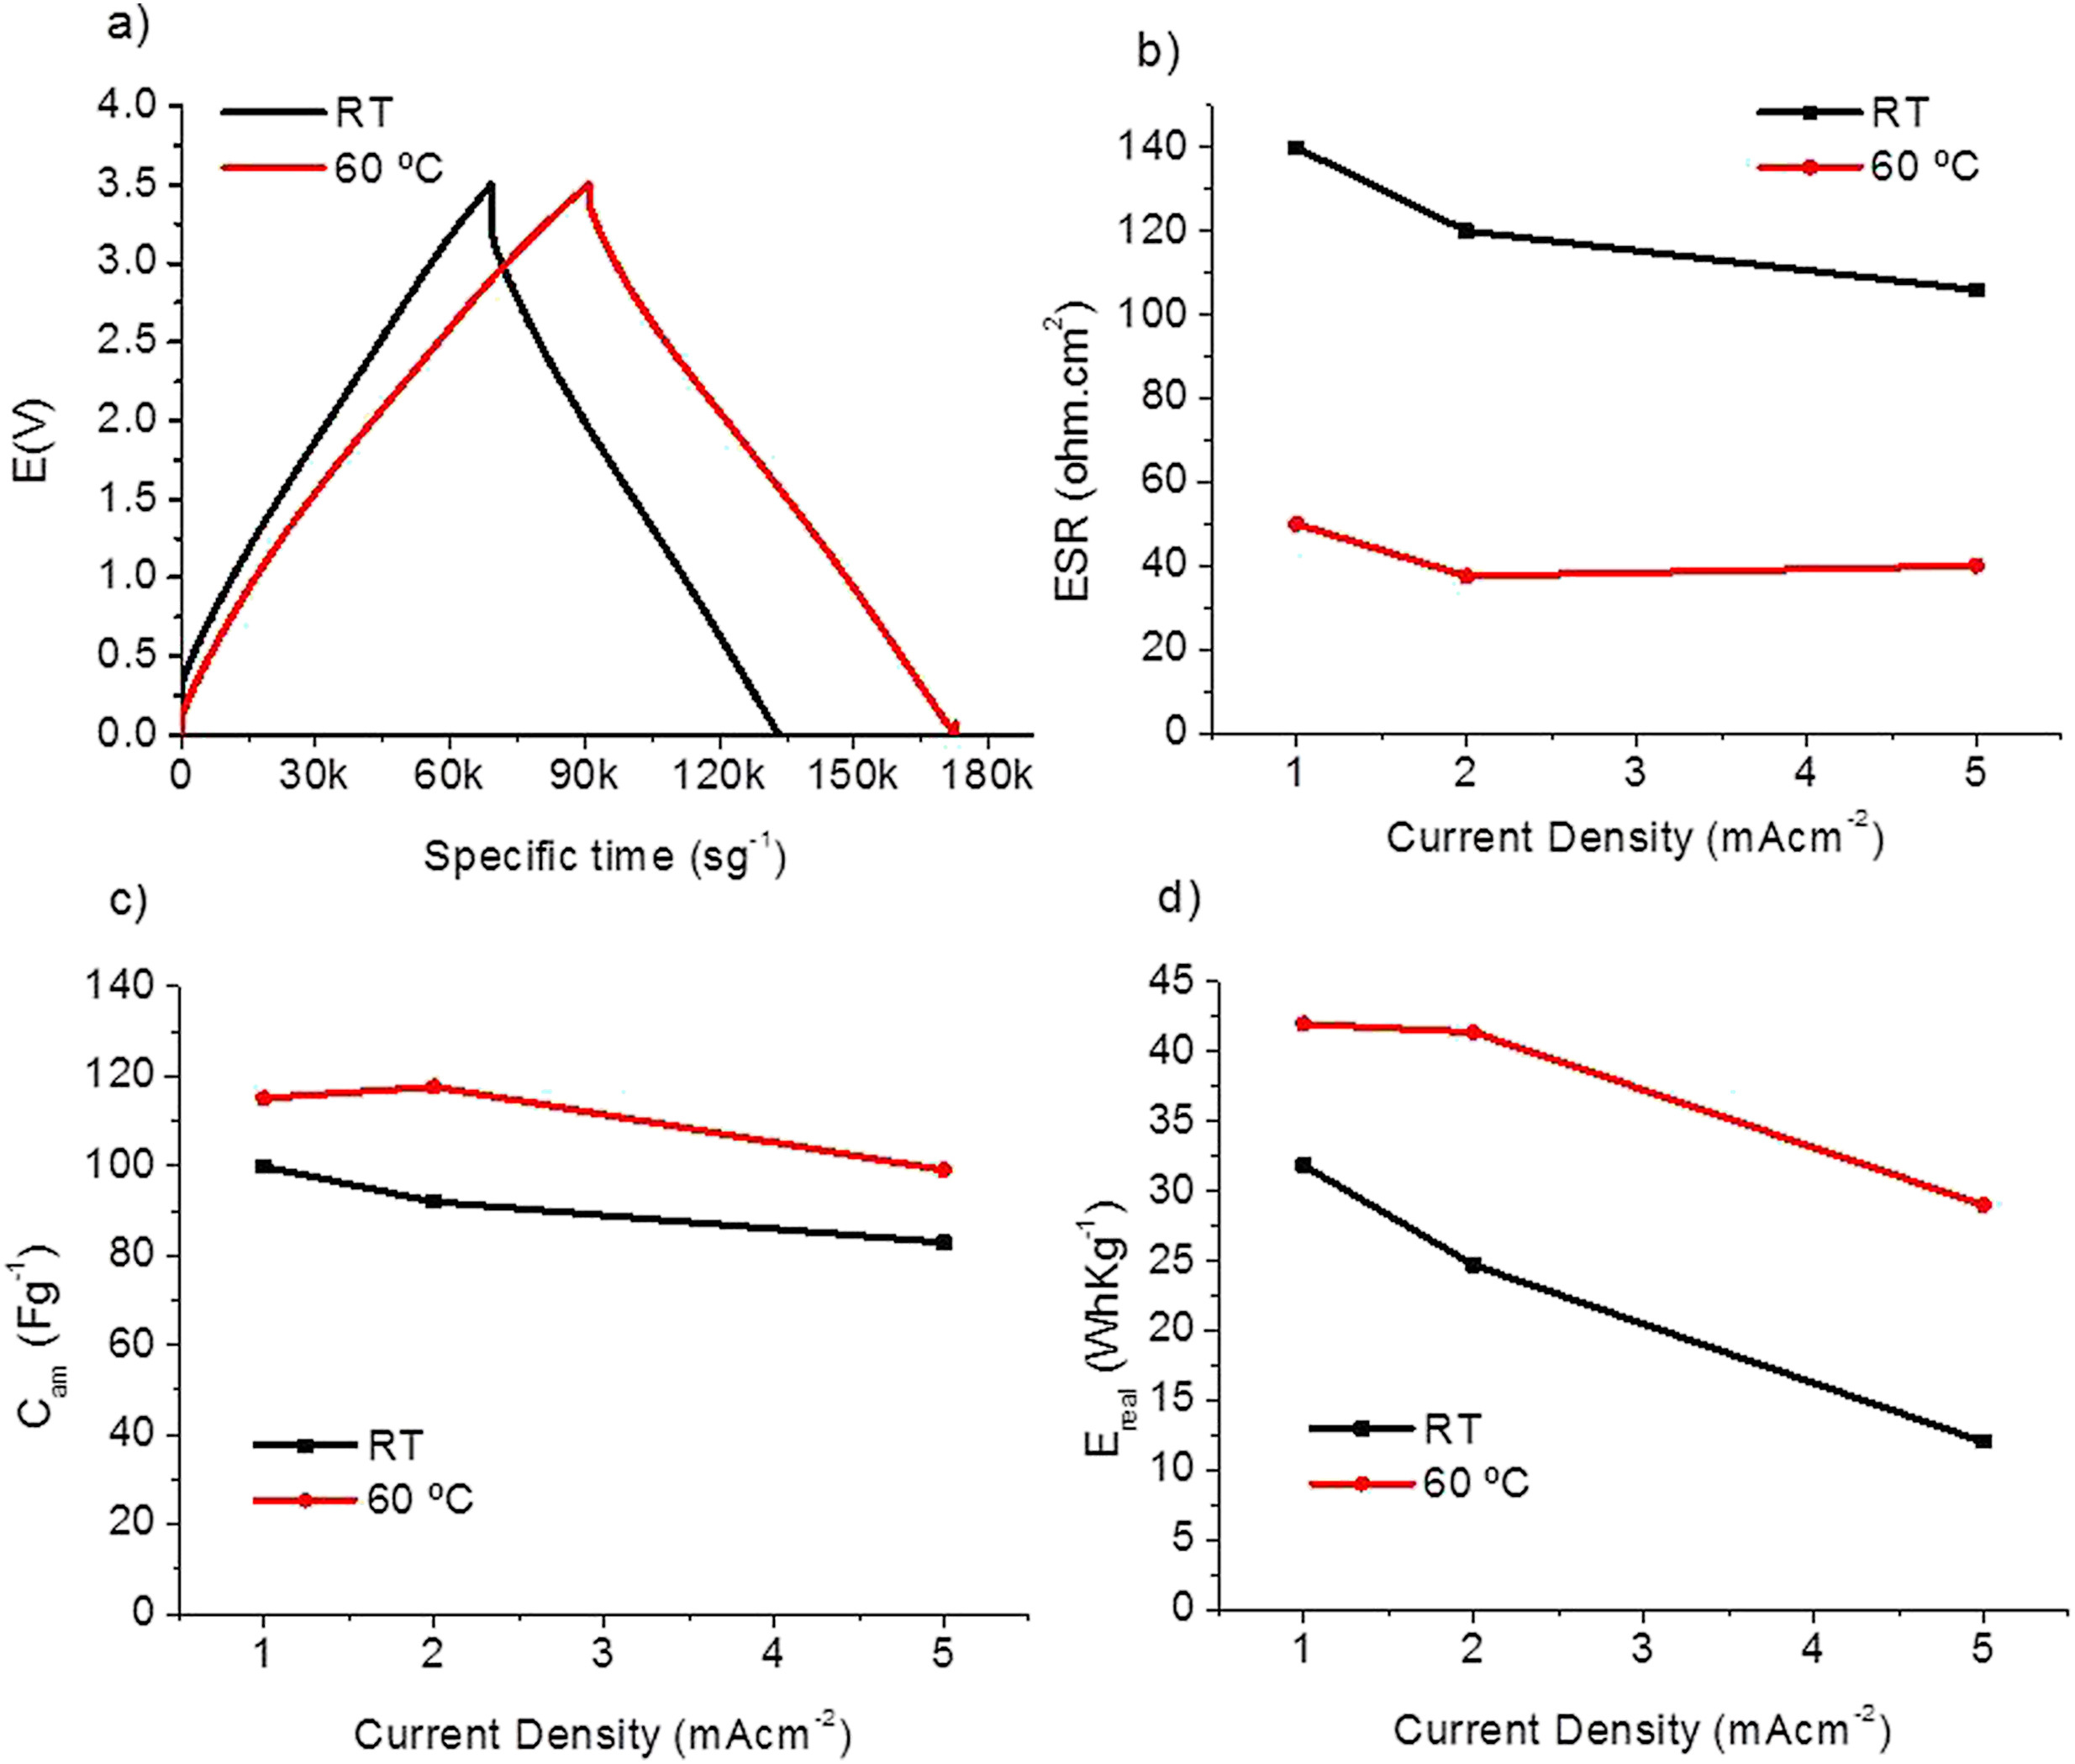 a)
RT
60 ºC
4.0
3.5
3.0
2.5
2.0
1.5
1.0
0.5
0.0
E(V)
0 30k 60k 90k 120k 150k 180k
Specific time (sg⁻¹)
b)
RT
60 ºC
140
120
100
80
60
40
20
0
ESR (ohm.cm²)
1 2 3 4 5
Current Density (mAcm⁻²)
c)
140
120
100
80
60
40
20
0
C_am (Fg⁻¹)
RT
60 ºC
1 2 3 4 5
Current Density (mAcm⁻²)
d)
45
40
35
30
25
20
15
10
5
0
E_real (WhKg⁻¹)
RT
60 ºC
1 2 3 4 5
Current Density (mAcm⁻²)